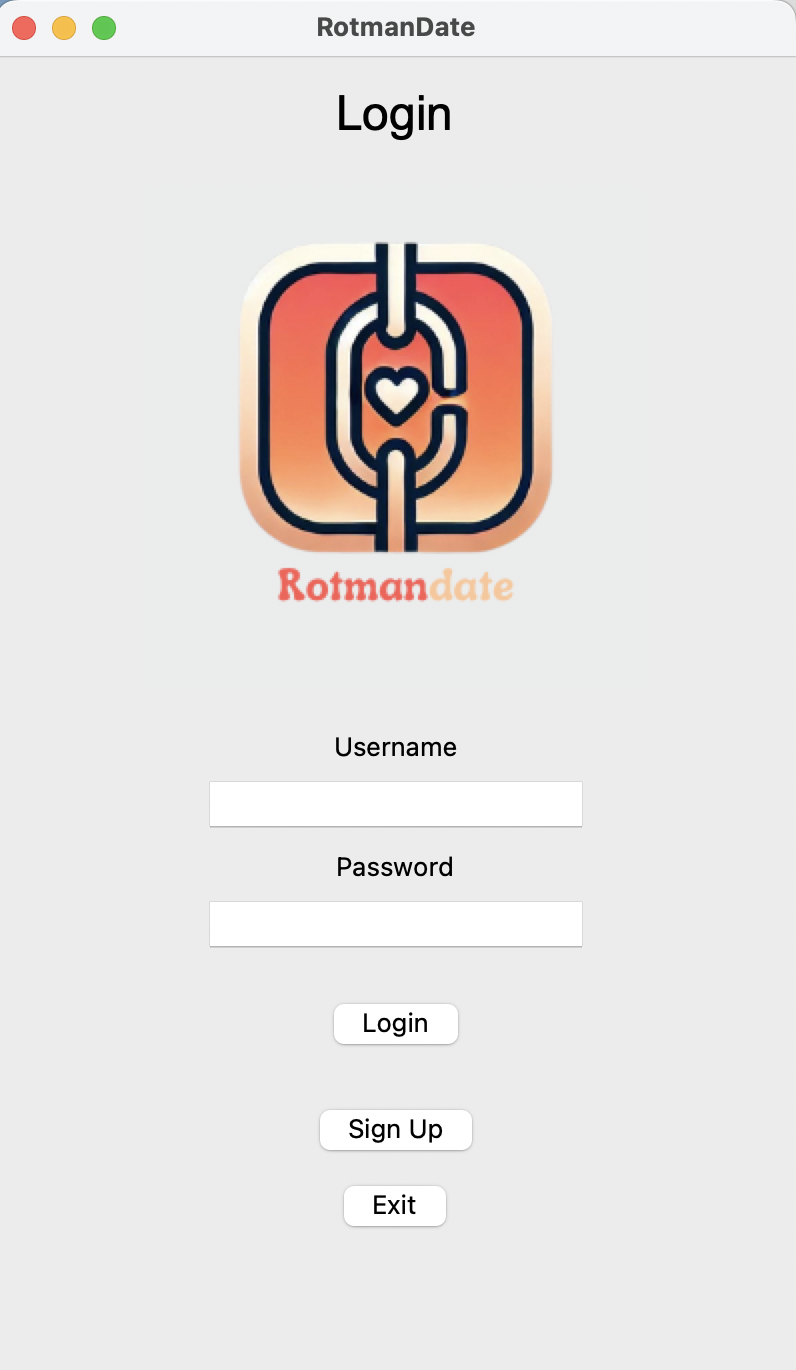 RotmanDate
Login
Rotmandate
Username
Password
Login
Sign Up
Exit